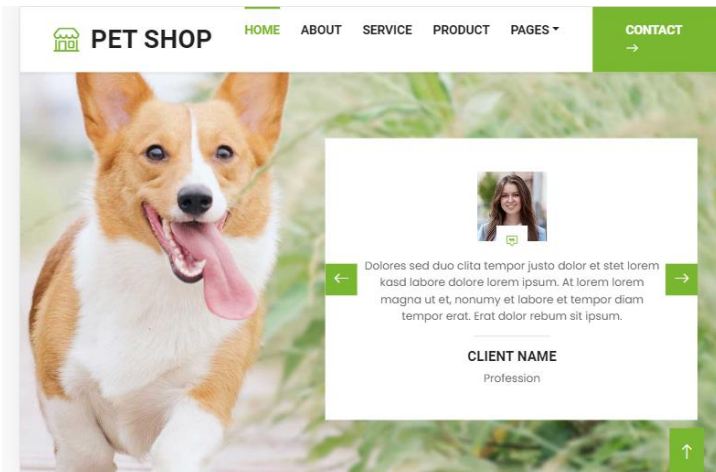 PET SHOP
HOME
ABOUT
SERVICE
PRODUCT
PAGES
CONTACT
Dolores sed duo clita tempor justo dolor et stet lorem
kasd labore dolore lorem ipsum. At lorem lorem
magna ut et, nonumy et labore et tempor diam
tempor erat. Erat dolor rebum sit ipsum.
CLIENT NAME
Profession